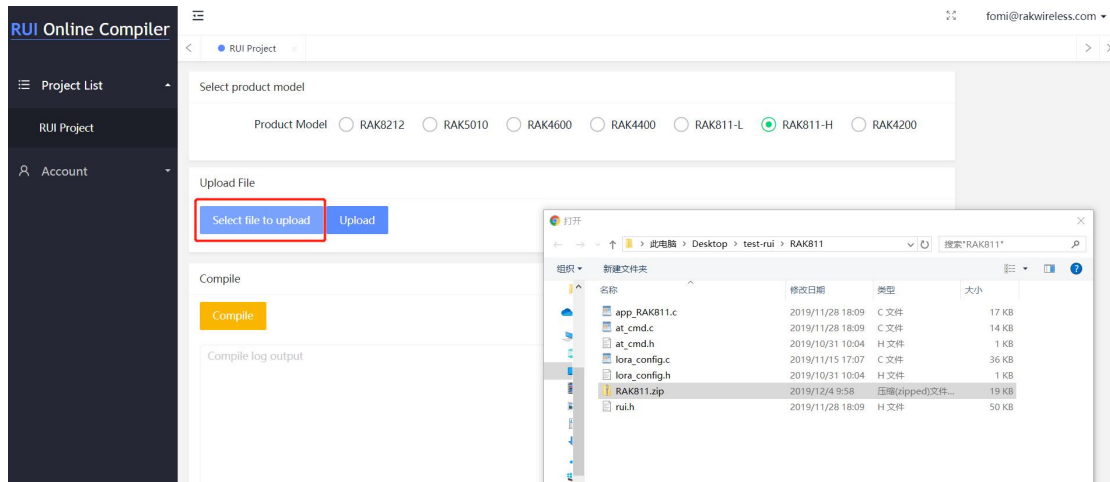 RUI Online Compiler
fomi@rakwireless.com
RUI Project
Project List
RUI Project
Account
Select product model
Product Model RAK8212 RAK5010 RAK4600 RAK4400 RAK811-L RAK811-H RAK4200
Upload File
Select file to upload Upload
Compile
Compile
Compile log output
打开
此电脑 > Desktop > test-rui > RAK811
搜索"RAK811"
组织 新建文件夹
名称 修改日期 类型 大小
app_RAK811.c 2019/11/28 18:09 C 文件 17 KB
at_cmd.c 2019/11/28 18:09 C 文件 14 KB
at_cmd.h 2019/10/31 10:04 H 文件 1 KB
lora_config.c 2019/11/15 17:07 C 文件 36 KB
lora_config.h 2019/10/31 10:04 H 文件 1 KB
RAK811.zip 2019/12/4 9:58 压缩(zipped)文件... 19 KB
rui.h 2019/11/28 18:09 H 文件 50 KB